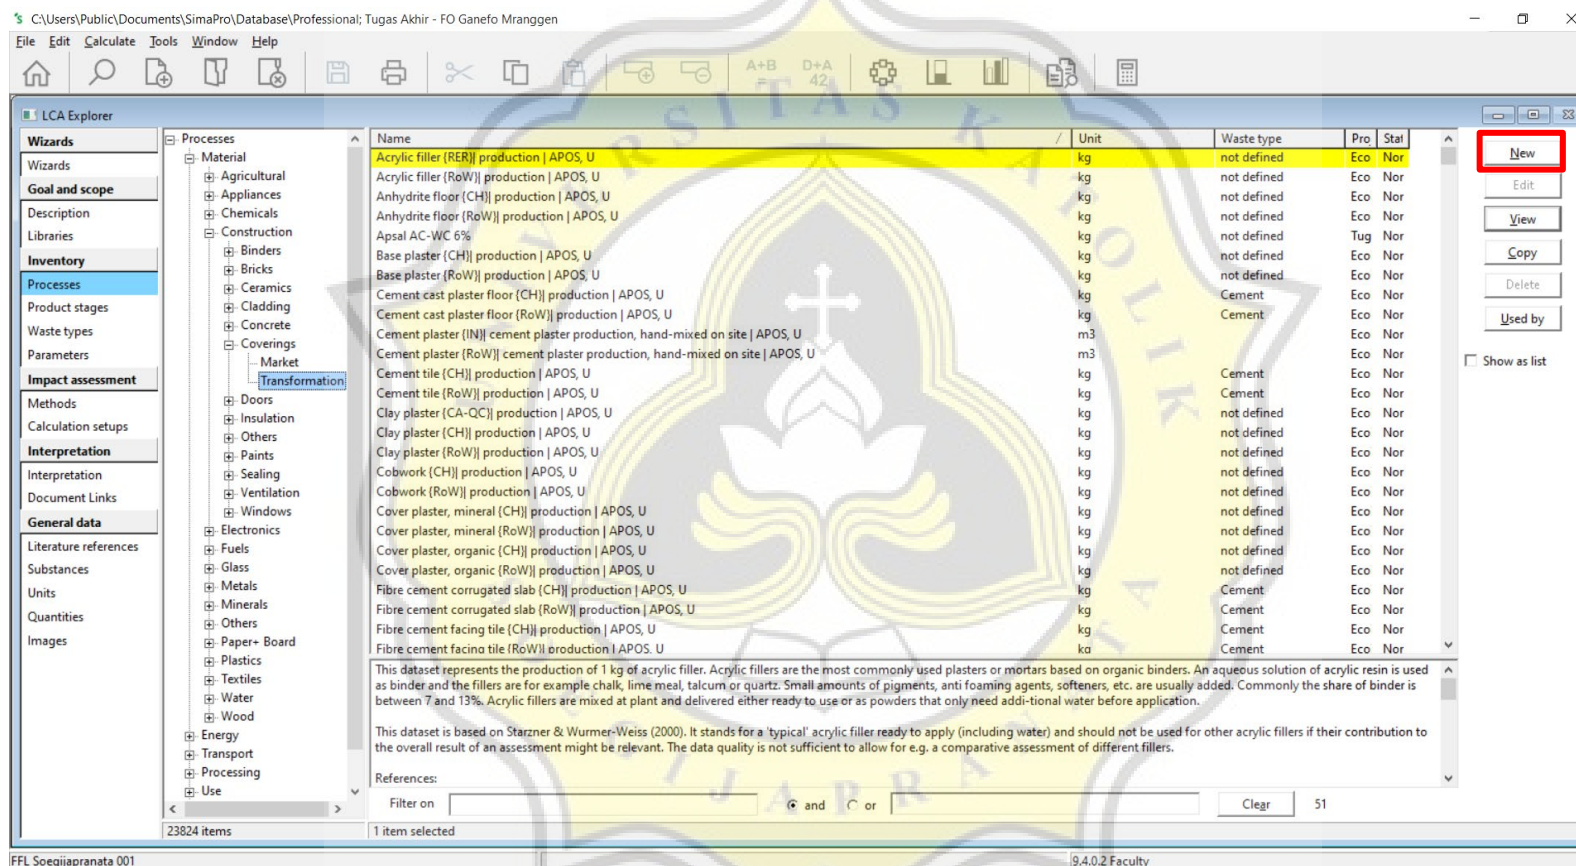 C:\Users\Public\Documents\SimaPro\Database\Professional; Tugas Akhir - FO Ganefo Mranggen
File Edit Calculate Tools Window Help
A+B = D+A 42
LCA Explorer
Wizards
Wizards
Goal and scope
Description
Libraries
Inventory
Processes
Product stages
Waste types
Parameters
Impact assessment
Methods
Calculation setups
Interpretation
Interpretation
Document Links
General data
Literature references
Substances
Units
Quantities
Images
Processes
Material
Agricultural
Appliances
Chemicals
Construction
Binders
Bricks
Ceramics
Cladding
Concrete
Coverings
Market
Transformation
Doors
Insulation
Others
Paints
Sealing
Ventilation
Windows
Electronics
Fuels
Glass
Metals
Minerals
Others
Paper+ Board
Plastics
Textiles
Water
Wood
Energy
Transport
Processing
Use
23824 items
Name / Unit Waste type Pro Stat
Acrylic filler {RER}| production | APOS, U kg not defined Eco Nor
Acrylic filler {RoW}| production | APOS, U kg not defined Eco Nor
Anhydrite floor {CH}| production | APOS, U kg not defined Eco Nor
Anhydrite floor {RoW}| production | APOS, U kg not defined Eco Nor
Apsal AC-WC 6% kg not defined Tug Nor
Base plaster {CH}| production | APOS, U kg not defined Eco Nor
Base plaster {RoW}| production | APOS, U kg not defined Eco Nor
Cement cast plaster floor {CH}| production | APOS, U kg Cement Eco Nor
Cement cast plaster floor {RoW}| production | APOS, U kg Cement Eco Nor
Cement plaster {IN}| cement plaster production, hand-mixed on site | APOS, U m3 Eco Nor
Cement plaster {RoW}| cement plaster production, hand-mixed on site | APOS, U m3 Eco Nor
Cement tile {CH}| production | APOS, U kg Cement Eco Nor
Cement tile {RoW}| production | APOS, U kg Cement Eco Nor
Clay plaster {CA-QC}| production | APOS, U kg not defined Eco Nor
Clay plaster {CH}| production | APOS, U kg not defined Eco Nor
Clay plaster {RoW}| production | APOS, U kg not defined Eco Nor
Cobwork {CH}| production | APOS, U kg not defined Eco Nor
Cobwork {RoW}| production | APOS, U kg not defined Eco Nor
Cover plaster, mineral {CH}| production | APOS, U kg not defined Eco Nor
Cover plaster, mineral {RoW}| production | APOS, U kg not defined Eco Nor
Cover plaster, organic {CH}| production | APOS, U kg not defined Eco Nor
Cover plaster, organic {RoW}| production | APOS, U kg not defined Eco Nor
Fibre cement corrugated slab {CH}| production | APOS, U kg Cement Eco Nor
Fibre cement corrugated slab {RoW}| production | APOS, U kg Cement Eco Nor
Fibre cement facing tile {CH}| production | APOS, U kg Cement Eco Nor
Fibre cement facing tile {RoW}| production | APOS, U kg Cement Eco Nor
This dataset represents the production of 1 kg of acrylic filler. Acrylic fillers are the most commonly used plasters or mortars based on organic binders. An aqueous solution of acrylic resin is used
as binder and the fillers are for example chalk, lime meal, talcum or quartz. Small amounts of pigments, anti foaming agents, softeners, etc. are usually added. Commonly the share of binder is
between 7 and 13%. Acrylic fillers are mixed at plant and delivered either ready to use or as powders that only need addi-tional water before application.
This dataset is based on Starzner & Wurmer-Weiss (2000). It stands for a 'typical' acrylic filler ready to apply (including water) and should not be used for other acrylic fillers if their contribution to
the overall result of an assessment might be relevant. The data quality is not sufficient to allow for e.g. a comparative assessment of different fillers.
References:
Filter on and or Clear 51
1 item selected
New
Edit
View
Copy
Delete
Used by
Show as list
FFL Soegijapranata 001 9.4.0.2 Faculty
UNIVERSITAS KATOLIK
SOEGIJAPRANATA